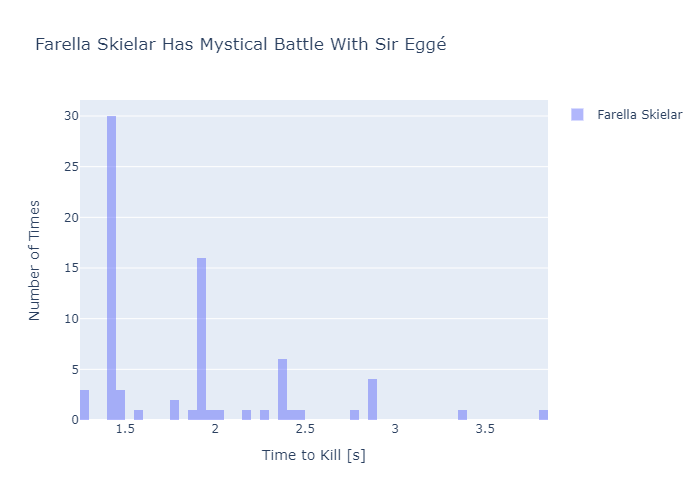 Farella Skielar Has Mystical Battle With Sir Eggé
Farella Skielar
30
25
20
15
10
5
0
Number of Times
1.5 2 2.5 3 3.5
Time to Kill [s]